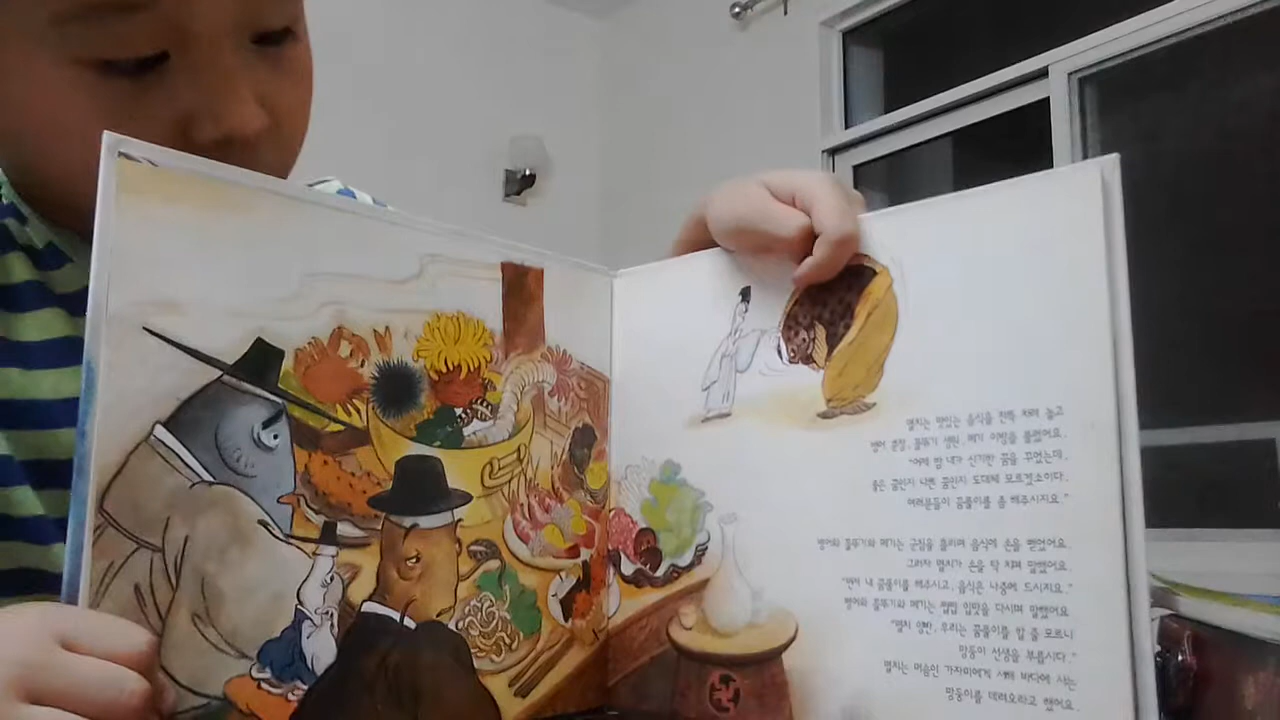 멸치는 맛있는 음식을 잔뜩 차려 놓고
병어 훈장, 꼴뚜기 생원, 메기 이방을 불렀어요.
"어제 밤 내가 신기한 꿈을 꾸었는데,
좋은 꿈인지 나쁜 꿈인지 도대체 모르겠소이다.
여러분들이 꿈풀이를 좀 해주시지요."
병어와 꼴뚜기와 메기는 군침을 흘리며 음식에 손을 뻗었어요.
그러자 멸치가 손을 탁 치며 말했어요.
"먼저 내 꿈풀이를 해주시고, 음식은 나중에 드시지요."
병어와 꼴뚜기와 메기는 쩝쩝 입맛을 다시며 말했어요
"멸치 양반, 우리는 꿈풀이를 할 줄 모르니
망둥이 선생을 부릅시다."
멸치는 머슴인 가자미에게 서해 바다에 사는
망둥이를 데려오라고 했어요.